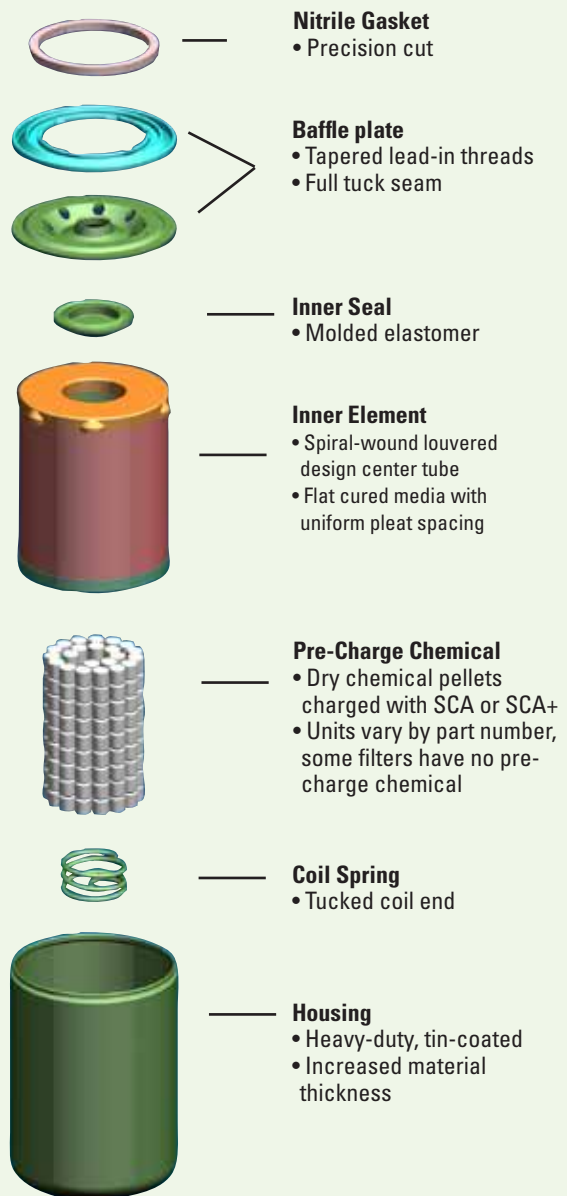 Nitrile Gasket
• Precision cut
Baffle plate
• Tapered lead-in threads
• Full tuck seam
Inner Seal
• Molded elastomer
Inner Element
• Spiral-wound louvered
design center tube
• Flat cured media with
uniform pleat spacing
Pre-Charge Chemical
• Dry chemical pellets
charged with SCA or SCA+
• Units vary by part number,
some filters have no pre-
charge chemical
Coil Spring
• Tucked coil end
Housing
• Heavy-duty, tin-coated
• Increased material
thickness